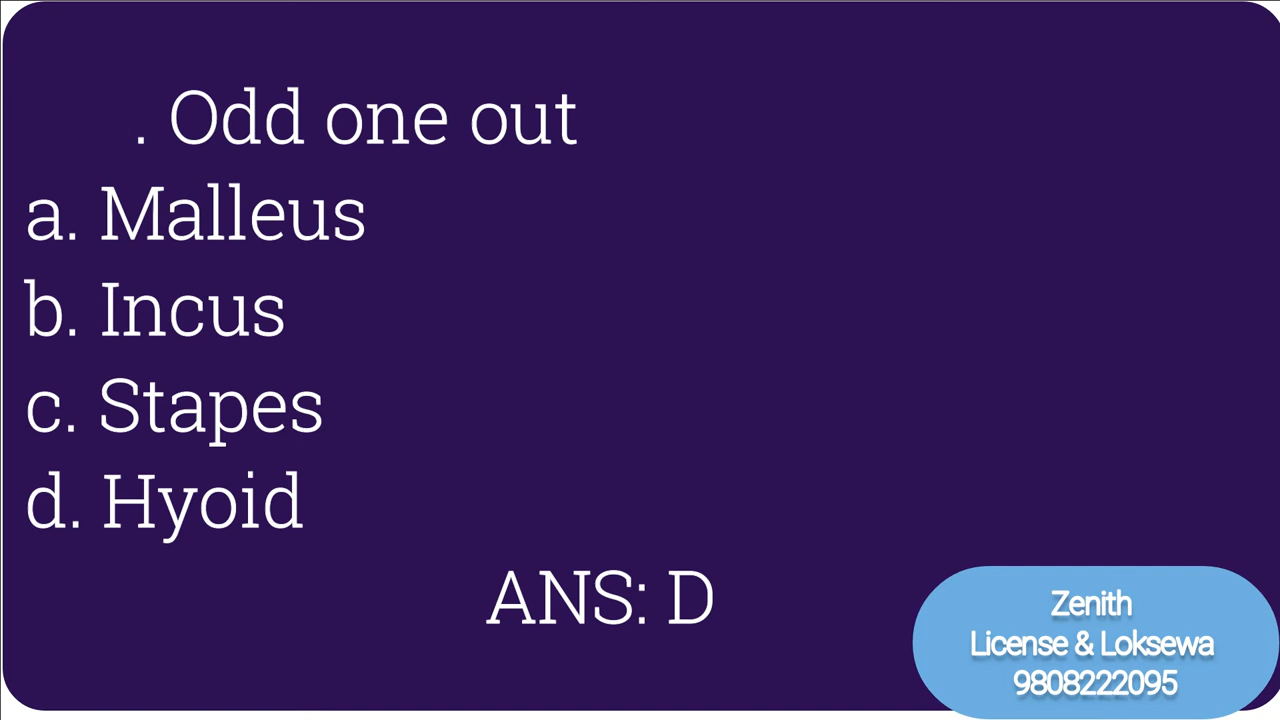 . Odd one out
a. Malleus
b. Incus
c. Stapes
d. Hyoid
ANS: D
Zenith
License & Loksewa
9808222095